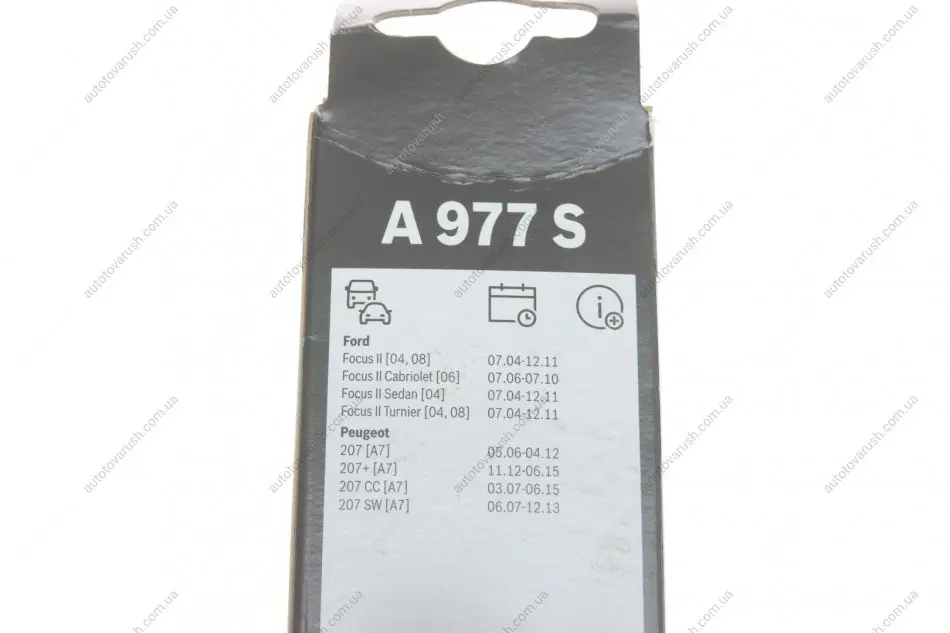 A 977 S
Ford
Focus II [04, 08] 07.04-12.11
Focus II Cabriolet [06] 07.06-07.10
Focus II Sedan [04] 07.04-12.11
Focus II Turnier [04, 08] 07.04-12.11
Peugeot
207 [A7] 05.06-04.12
207+ [A7] 11.12-06.15
207 CC [A7] 03.07-06.15
207 SW [A7] 06.07-12.13
autotovarush.com.ua